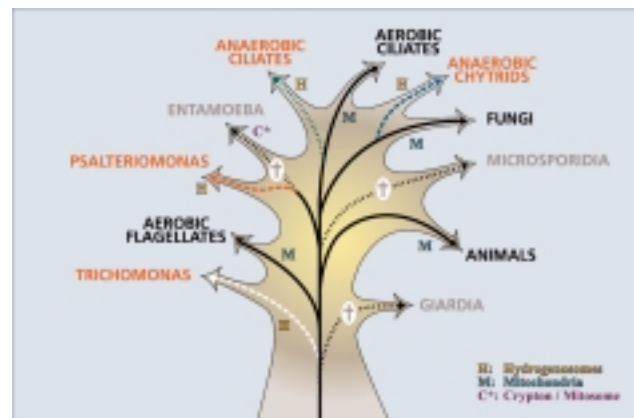 AEROBIC
CILIATES
ANAEROBIC
CILIATES
H
H
ANAEROBIC
CHYTRIDS
M
ENTAMOEBA
C*
FUNGI
M
PSALTERIOMONAS
H
†
†
MICROSPORIDIA
AEROBIC
FLAGELLATES
M
M
ANIMALS
TRICHOMONAS
H
†
GIARDIA
H: Hydrogenosomes
M: Mitochondria
C*: Crypton / Mitosome